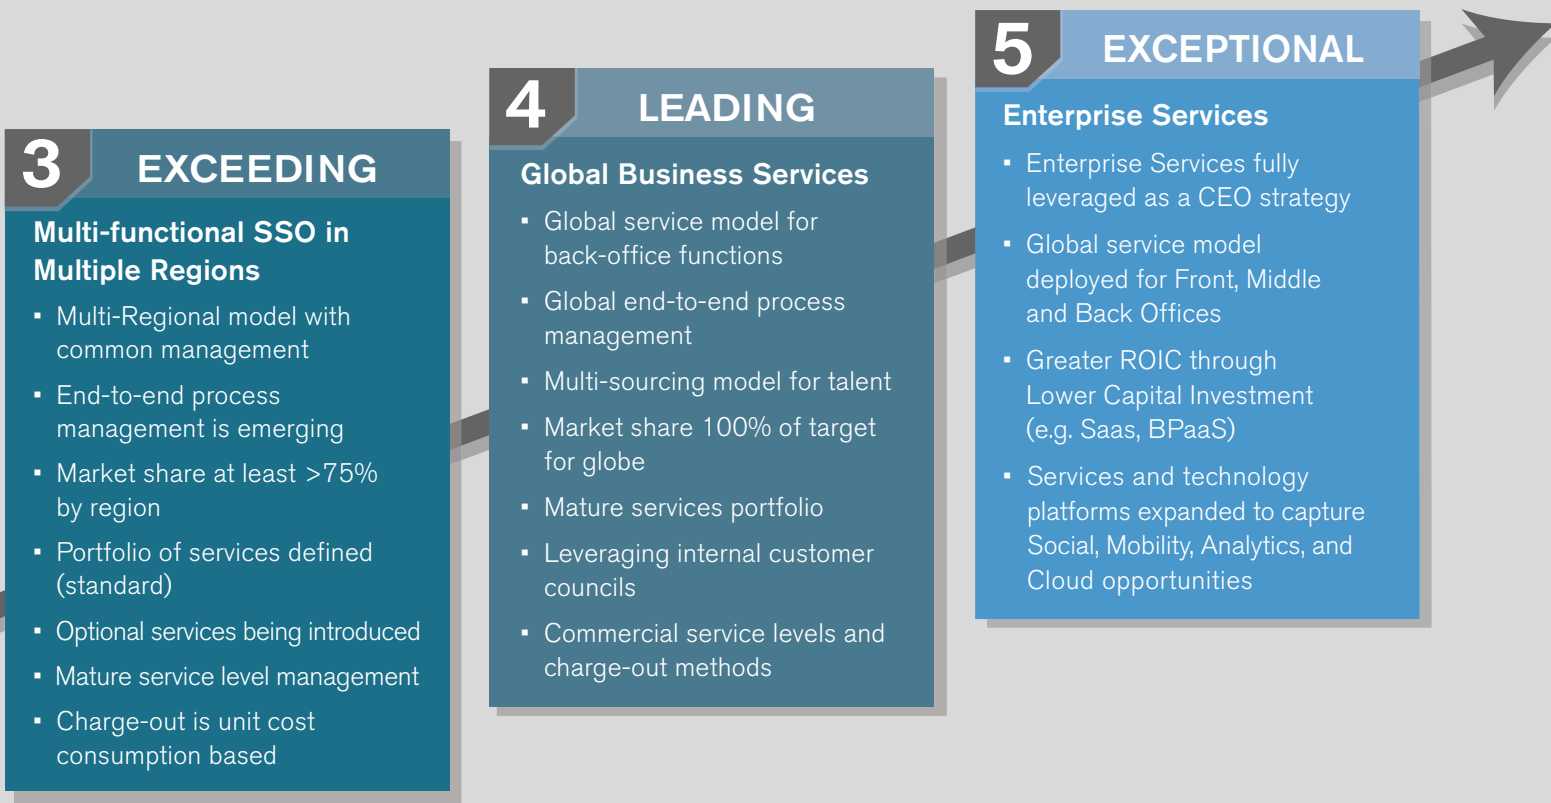 3
EXCEEDING
Multi-functional SSO in
Multiple Regions
▪ Multi-Regional model with
common management
▪ End-to-end process
management is emerging
▪ Market share at least >75%
by region
▪ Portfolio of services defined
(standard)
▪ Optional services being introduced
▪ Mature service level management
▪ Charge-out is unit cost
consumption based
4
LEADING
Global Business Services
▪ Global service model for
back-office functions
▪ Global end-to-end process
management
▪ Multi-sourcing model for talent
▪ Market share 100% of target
for globe
▪ Mature services portfolio
▪ Leveraging internal customer
councils
▪ Commercial service levels and
charge-out methods
5
EXCEPTIONAL
Enterprise Services
▪ Enterprise Services fully
leveraged as a CEO strategy
▪ Global service model
deployed for Front, Middle
and Back Offices
▪ Greater ROIC through
Lower Capital Investment
(e.g. Saas, BPaaS)
▪ Services and technology
platforms expanded to capture
Social, Mobility, Analytics, and
Cloud opportunities